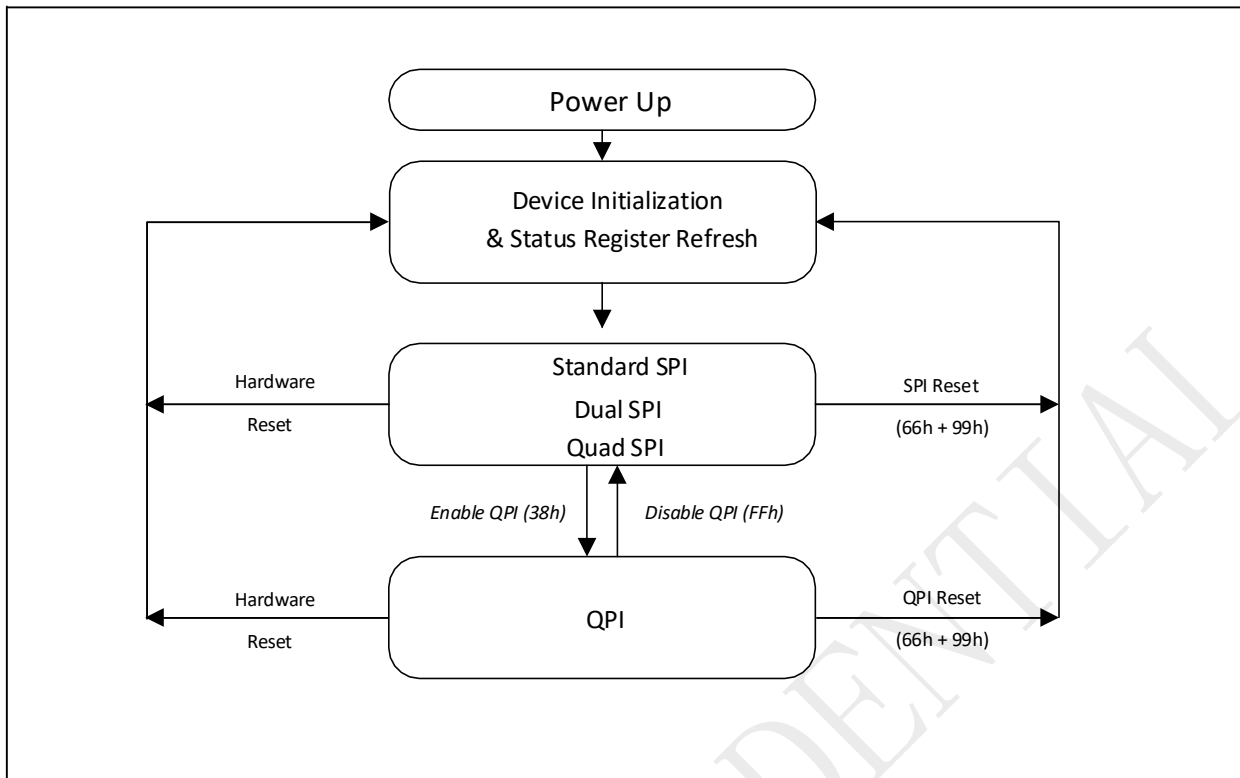 Power Up
Device Initialization
& Status Register Refresh
Standard SPI
Dual SPI
Quad SPI
Hardware
Reset
SPI Reset
(66h + 99h)
Enable QPI (38h)
Disable QPI (FFh)
QPI
Hardware
Reset
QPI Reset
(66h + 99h)
DENTIAL